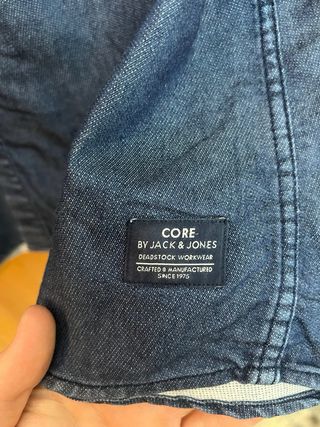 CORE
BY JACK & JONES
DEADSTOCK WORKWEAR
CRAFTED & MANUFACTURED
SINCE 1975